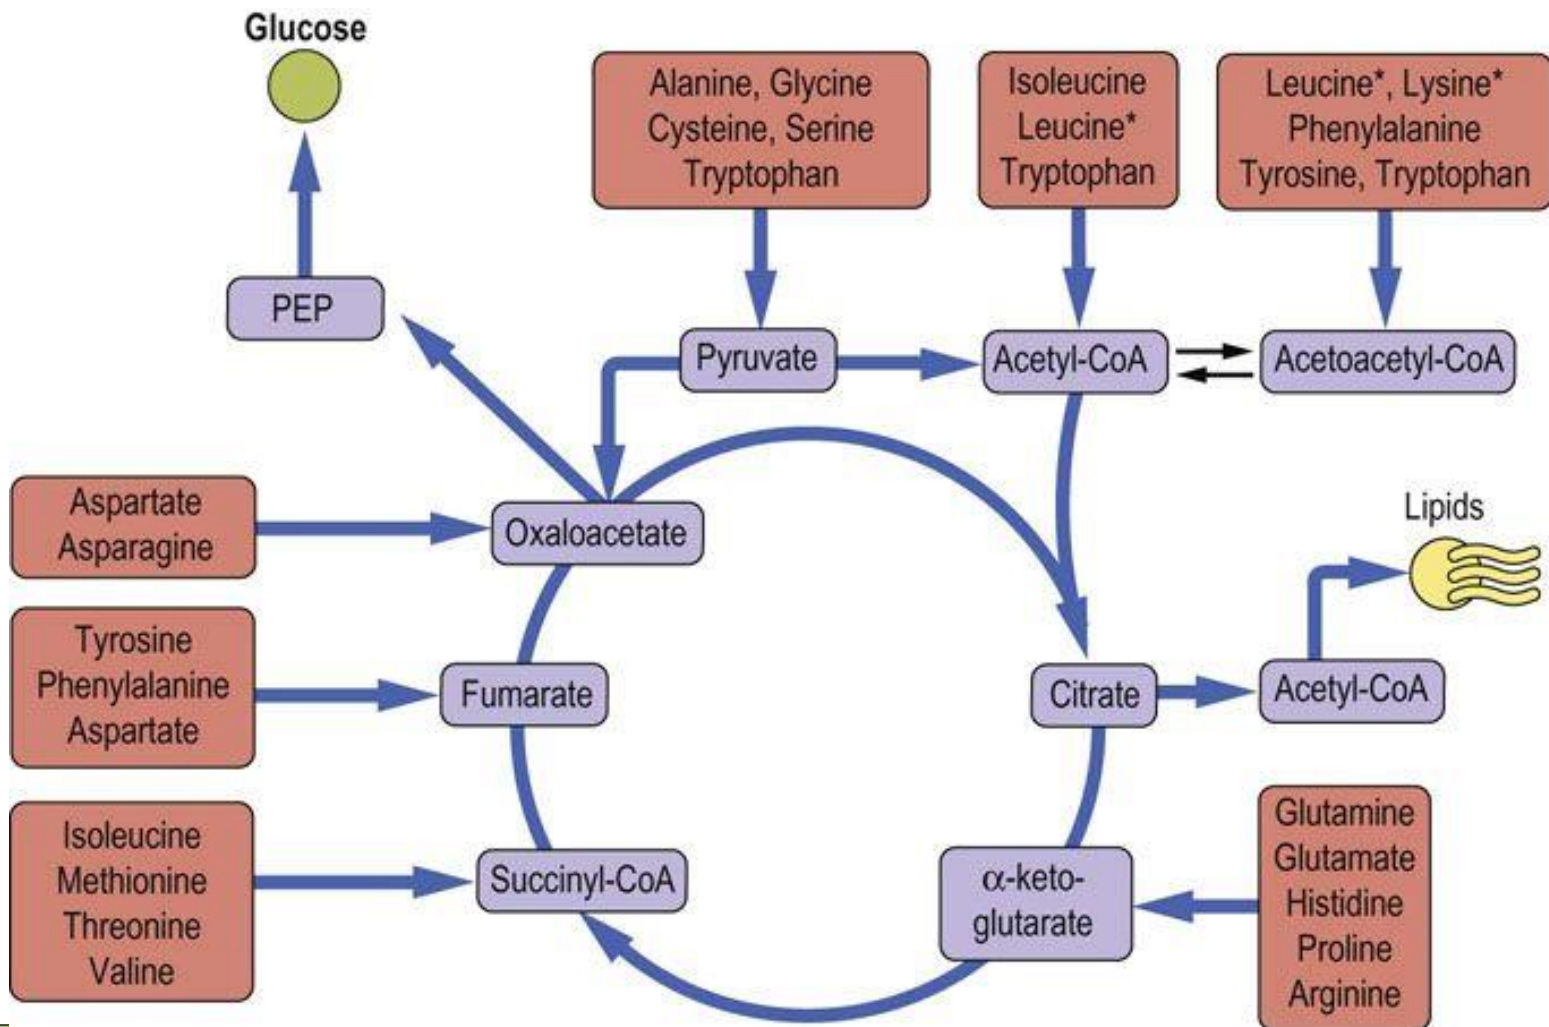 Glucose
Alanine, Glycine
Cysteine, Serine
Tryptophan
Isoleucine
Leucine*
Tryptophan
Leucine*, Lysine*
Phenylalanine
Tyrosine, Tryptophan
PEP
Pyruvate
Acetyl-CoA
Acetoacetyl-CoA
Aspartate
Asparagine
Oxaloacetate
Lipids
Tyrosine
Phenylalanine
Aspartate
Fumarate
Citrate
Acetyl-CoA
Isoleucine
Methionine
Threonine
Valine
Succinyl-CoA
α-keto-
glutarate
Glutamine
Glutamate
Histidine
Proline
Arginine